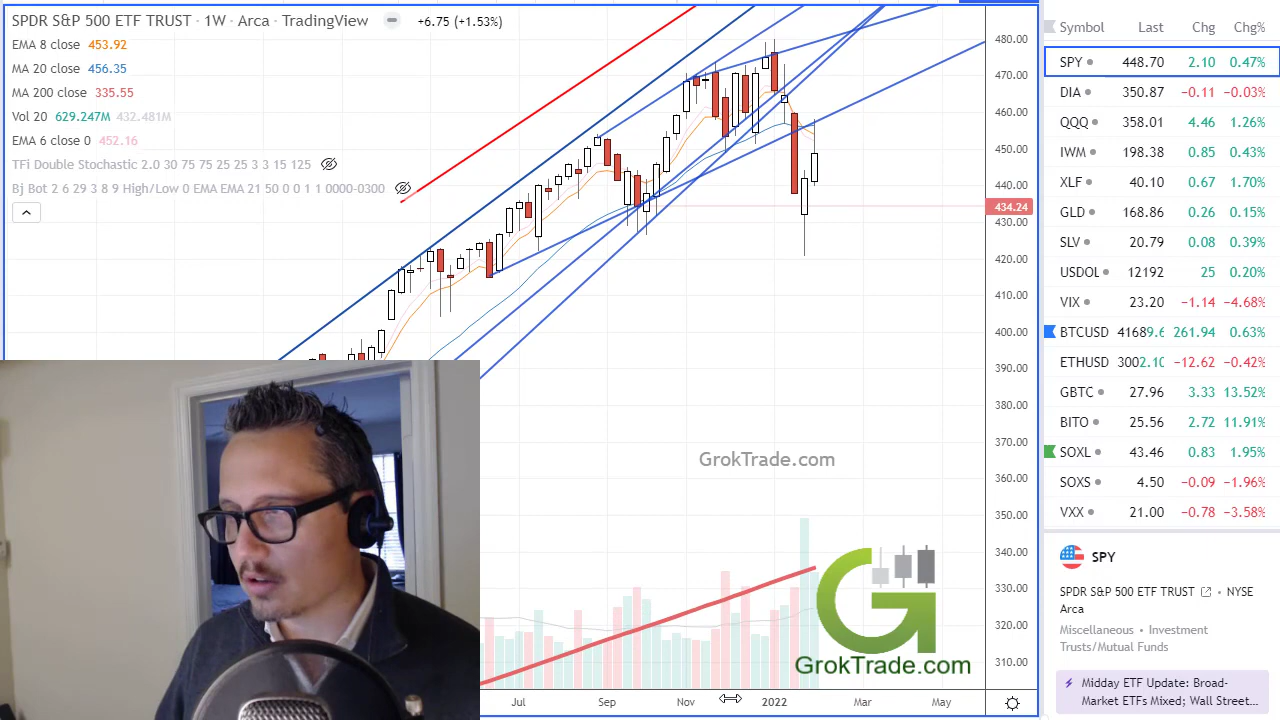 SPDR S&P 500 ETF TRUST · 1W · Arca · TradingView +6.75 (+1.53%)
EMA 8 close 453.92
MA 20 close 456.35
MA 200 close 335.55
Vol 20 629.247M 432.481M
EMA 6 close 0 452.16
TFi Double Stochastic 2.0 30 75 75 25 25 3 3 15 125
Bj Bot 2 6 29 3 8 9 High/Low 0 EMA EMA 21 50 0 0 1 1 0000-0300
480.00
470.00
460.00
450.00
440.00
434.24
430.00
420.00
410.00
400.00
390.00
380.00
370.00
360.00
350.00
340.00
330.00
320.00
310.00
GrokTrade.com
GrokTrade.com
Jul Sep Nov 2022 Mar May
Symbol Last Chg Chg%
SPY 448.70 2.10 0.47%
DIA 350.87 −0.11 −0.03%
QQQ 358.01 4.46 1.26%
IWM 198.38 0.85 0.43%
XLF 40.10 0.67 1.70%
GLD 168.86 0.26 0.15%
SLV 20.79 0.08 0.39%
USDOL 12192 25 0.20%
VIX 23.20 −1.14 −4.68%
BTCUSD 41689.6 261.94 0.63%
ETHUSD 3002.10 −12.62 −0.42%
GBTC 27.96 3.33 13.52%
BITO 25.56 2.72 11.91%
SOXL 43.46 0.83 1.95%
SOXS 4.50 −0.09 −1.96%
VXX 21.00 −0.78 −3.58%
SPY
SPDR S&P 500 ETF TRUST • NYSE
Arca
Miscellaneous • Investment
Trusts/Mutual Funds
Midday ETF Update: Broad-
Market ETFs Mixed; Wall Street...